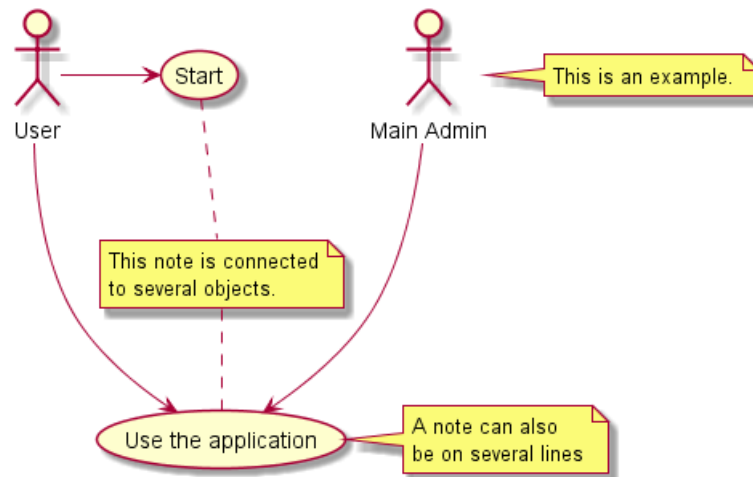 Start
This is an example.
User
Main Admin
This note is connected
to several objects.
Use the application
A note can also
be on several lines